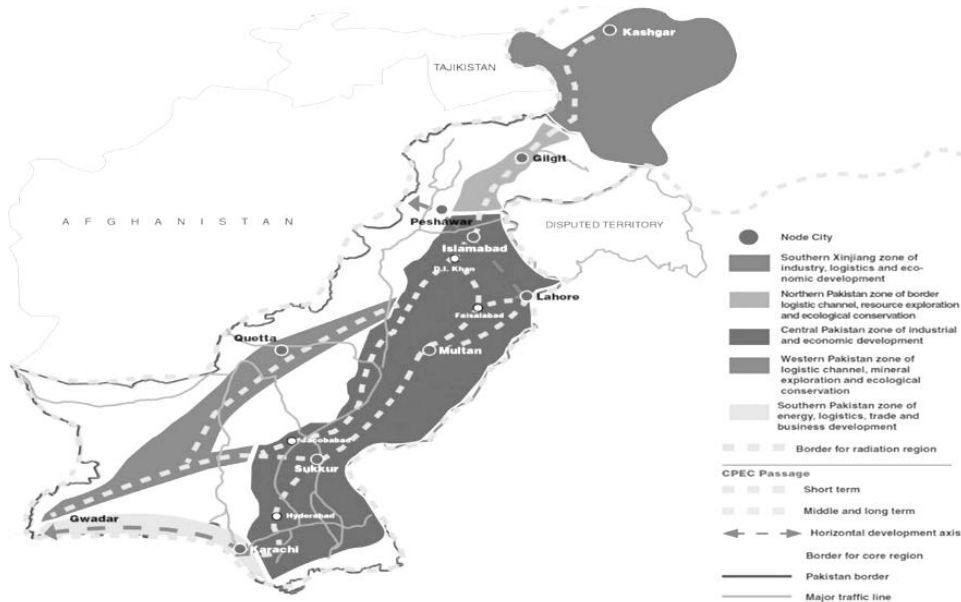 Kashgar
TAJIKISTAN
Gilgit
AFGHANISTAN
Peshawar
DISPUTED TERRITORY
Islamabad
D.I. Khan
Lahore
Faisalabad
Quetta
Multan
Jacobabad
Sukkur
Gwadar
Hyderabad
Karachi
Node City
Southern Xinjiang zone of
industry, logistics and eco-
nomic development
Northern Pakistan zone of border
logistic channel, resource exploration
and ecological conservation
Central Pakistan zone of industrial
and economic development
Western Pakistan zone of
logistic channel, mineral
exploration and ecological
conservation
Southern Pakistan zone of
energy, logistics, trade and
business development
Border for radiation region
CPEC Passage
Short term
Middle and long term
Horizontal development axis
Border for core region
Pakistan border
Major traffic line